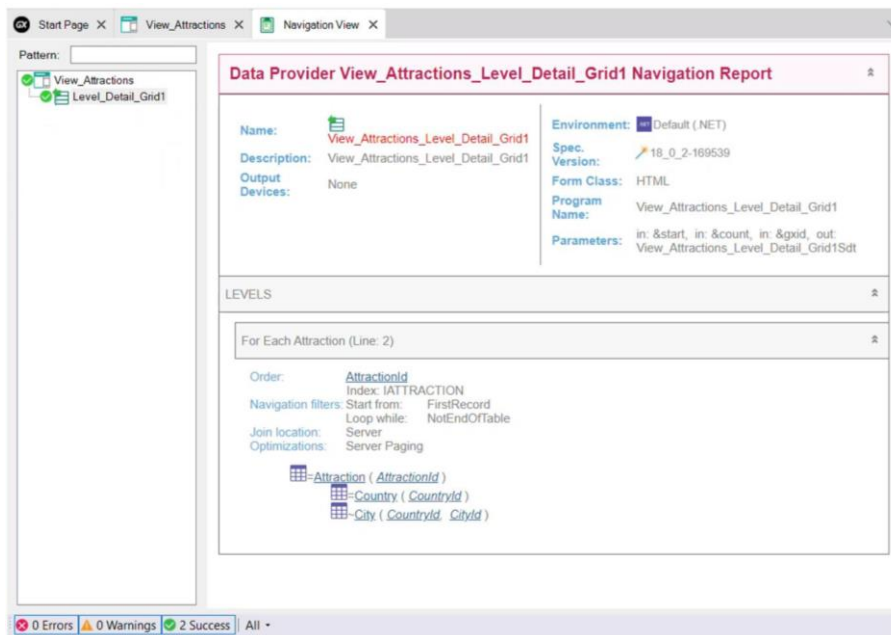 GX Start Page X View_Attractions X Navigation View X
Pattern:
View_Attractions
Level_Detail_Grid1
Data Provider View_Attractions_Level_Detail_Grid1 Navigation Report
Name: View_Attractions_Level_Detail_Grid1
Description: View_Attractions_Level_Detail_Grid1
Output Devices: None
Environment: .NET Default (.NET)
Spec. Version: 18_0_2-169539
Form Class: HTML
Program Name: View_Attractions_Level_Detail_Grid1
Parameters: in: &start, in: &count, in: &gxid, out:
View_Attractions_Level_Detail_Grid1Sdt
LEVELS
For Each Attraction (Line: 2)
Order: AttractionId
Index: IATTRACTION
Navigation filters: Start from: FirstRecord
Loop while: NotEndOfTable
Join location: Server
Optimizations: Server Paging
=Attraction ( AttractionId )
=Country ( CountryId )
~City ( CountryId, CityId )
0 Errors 0 Warnings 2 Success All